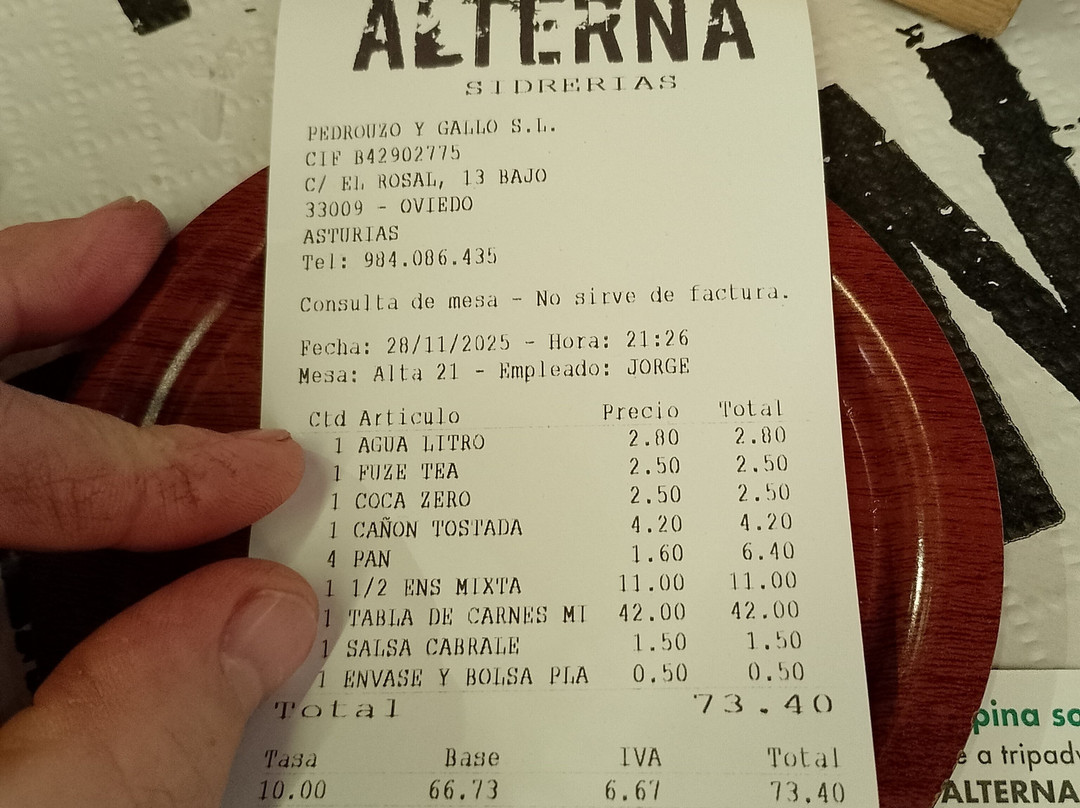 ALTERNA
SIDRERIAS
PEDROUZO Y GALLO S.L.
CIF B42902775
C/ EL ROSAL, 13 BAJO
33009 - OVIEDO
ASTURIAS
Tel: 984.086.435
Consulta de mesa - No sirve de factura.
Fecha: 28/11/2025 - Hora: 21:26
Mesa: Alta 21 - Empleado: JORGE
Ctd Articulo Precio Total
1 AGUA LITRO 2.80 2.80
1 FUZE TEA 2.50 2.50
1 COCA ZERO 2.50 2.50
1 CAÑON TOSTADA 4.20 4.20
4 PAN 1.60 6.40
1 1/2 ENS MIXTA 11.00 11.00
1 TABLA DE CARNES MI 42.00 42.00
1 SALSA CABRALE 1.50 1.50
1 ENVASE Y BOLSA PLA 0.50 0.50
Total 73.40
Tasa Base IVA Total
10.00 66.73 6.67 73.40
pina so
e a tripadv
ALTERNA